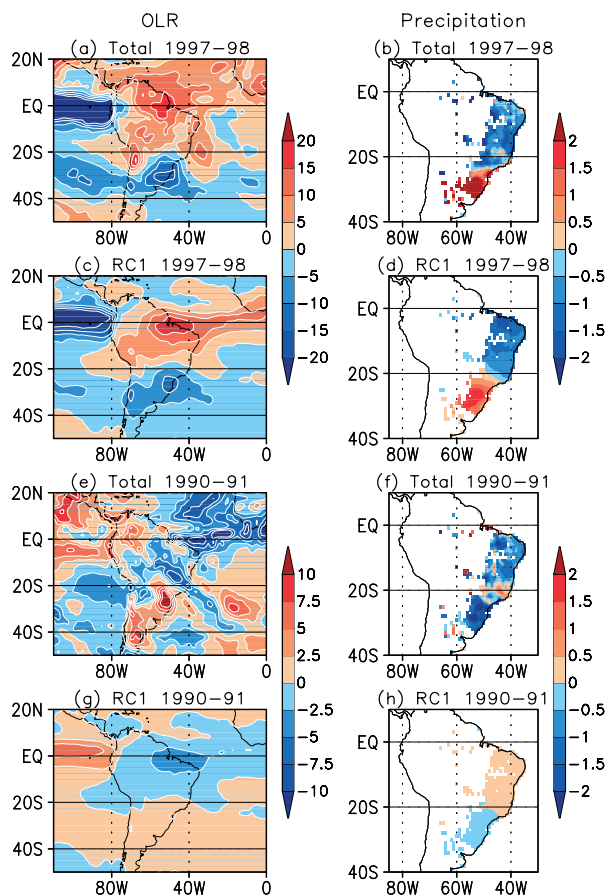 OLR Precipitation
(a) Total 1997−98 (b) Total 1997−98
20N
EQ
20S
40S
80W 40W 0
20
15
10
5
0
−5
−10
−15
−20
EQ
20S
40S
80W 60W 40W
2
1.5
1
0.5
0
−0.5
−1
−1.5
−2
(c) RC1 1997−98 (d) RC1 1997−98
20N
EQ
20S
40S
80W 40W 0
EQ
20S
40S
80W 60W 40W
(e) Total 1990−91 (f) Total 1990−91
20N
EQ
20S
40S
80W 40W 0
10
7.5
5
2.5
0
−2.5
−5
−7.5
−10
EQ
20S
40S
80W 60W 40W
2
1.5
1
0.5
0
−0.5
−1
−1.5
−2
(g) RC1 1990−91 (h) RC1 1990−91
20N
EQ
20S
40S
80W 40W 0
EQ
20S
40S
80W 60W 40W